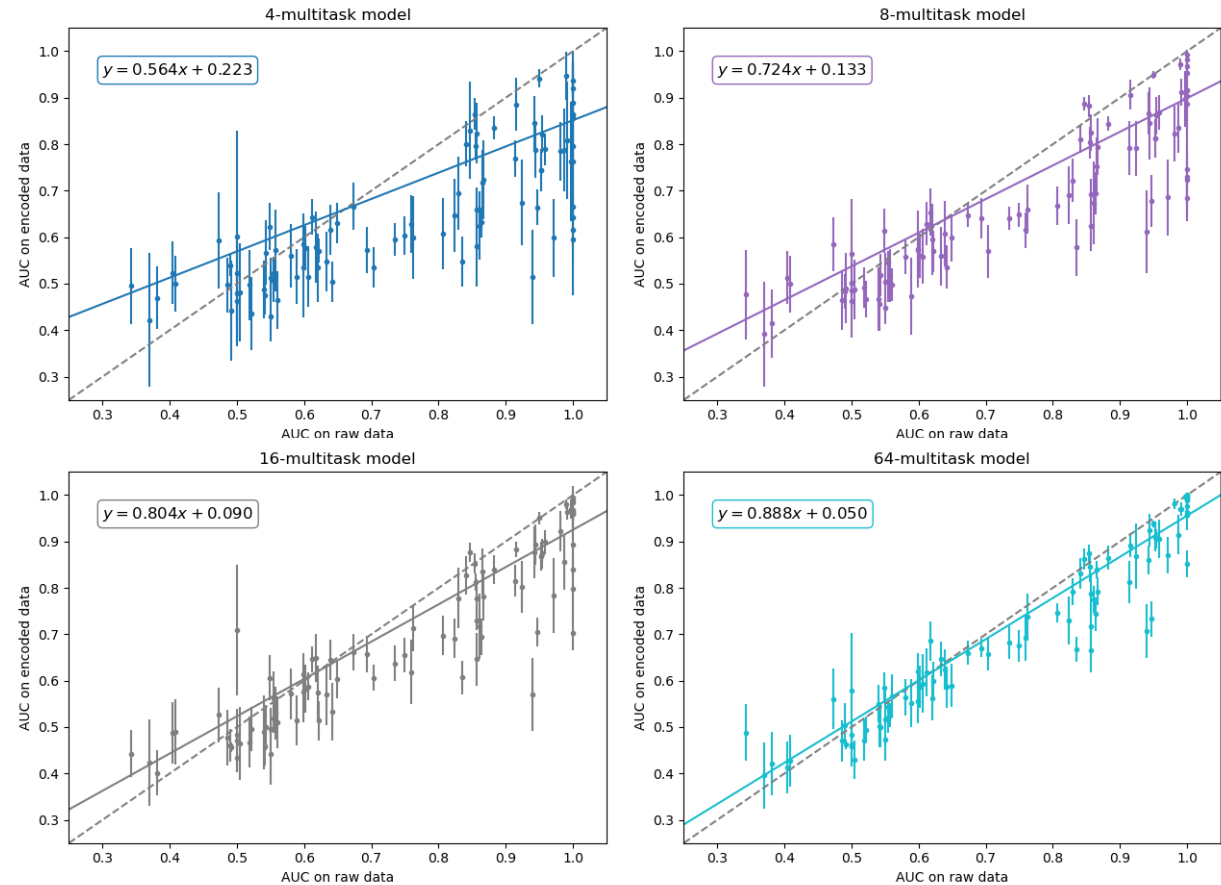 4-multitask model
y = 0.564x + 0.223
1.0
0.9
0.8
0.7
0.6
0.5
0.4
0.3
AUC on encoded data
0.3 0.4 0.5 0.6 0.7 0.8 0.9 1.0
AUC on raw data
8-multitask model
y = 0.724x + 0.133
1.0
0.9
0.8
0.7
0.6
0.5
0.4
0.3
AUC on encoded data
0.3 0.4 0.5 0.6 0.7 0.8 0.9 1.0
AUC on raw data
16-multitask model
y = 0.804x + 0.090
1.0
0.9
0.8
0.7
0.6
0.5
0.4
0.3
AUC on encoded data
0.3 0.4 0.5 0.6 0.7 0.8 0.9 1.0
AUC on raw data
64-multitask model
y = 0.888x + 0.050
1.0
0.9
0.8
0.7
0.6
0.5
0.4
0.3
AUC on encoded data
0.3 0.4 0.5 0.6 0.7 0.8 0.9 1.0
AUC on raw data